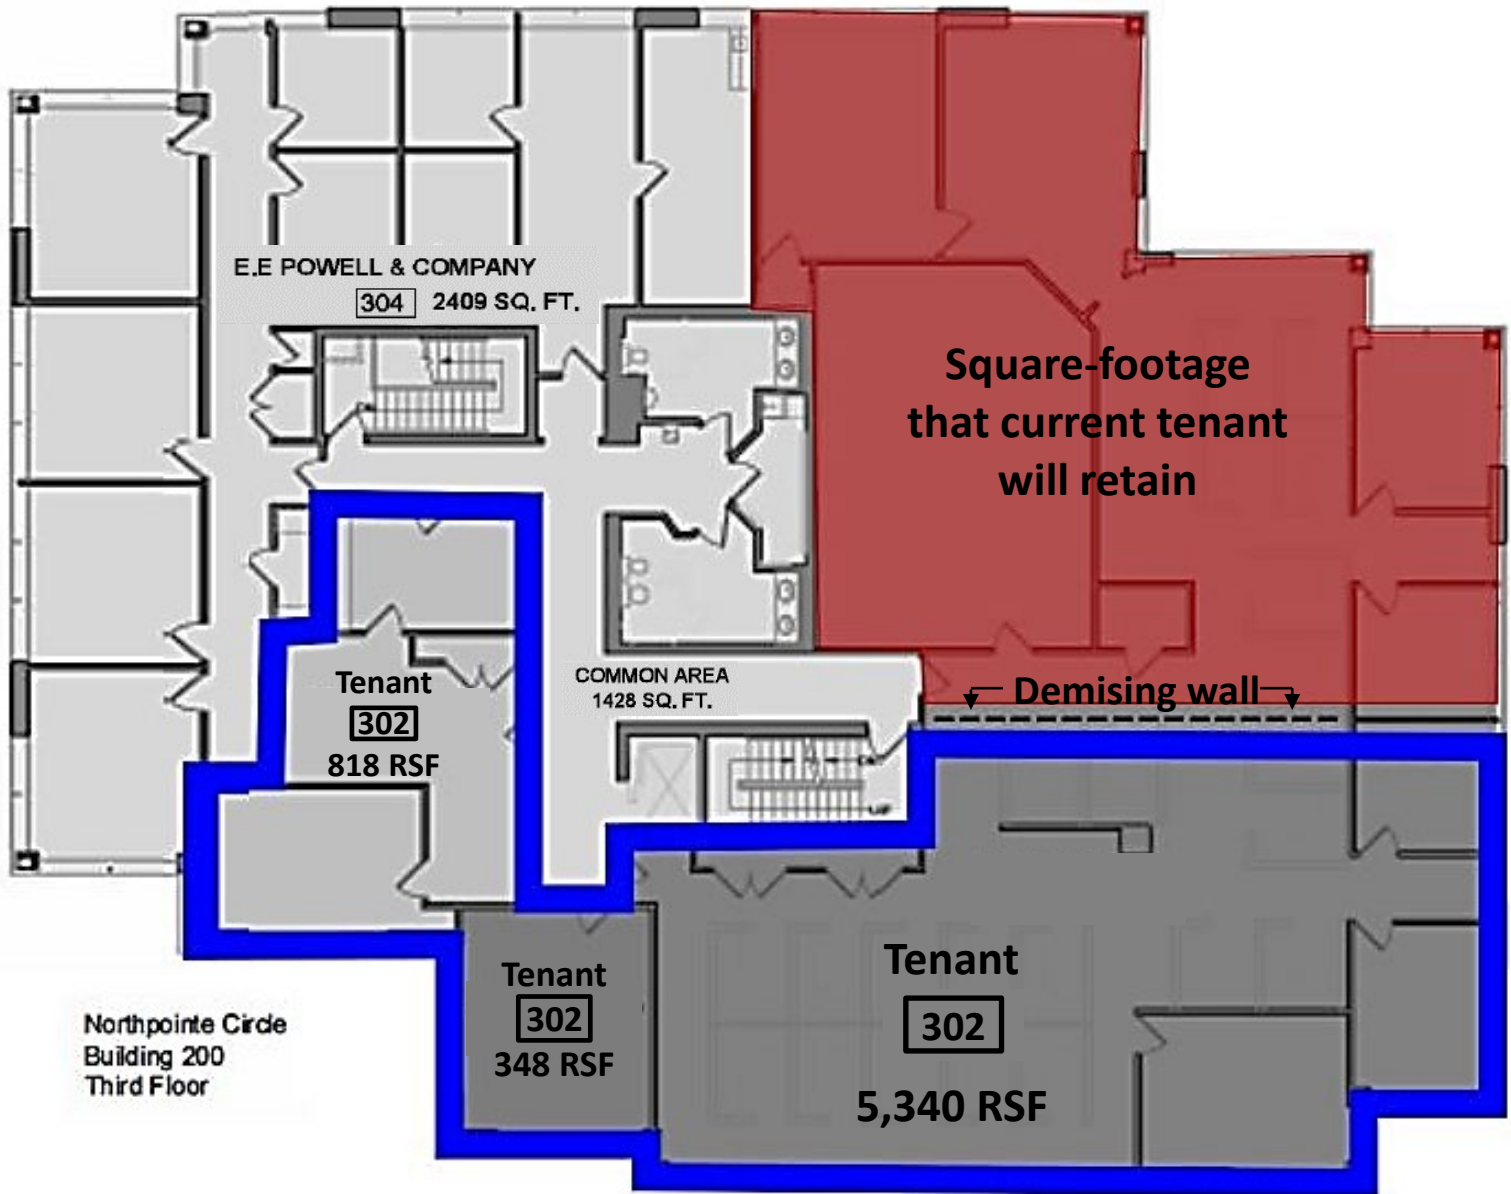 E.E POWELL & COMPANY
304 2409 SQ. FT.
Square-footage
that current tenant
will retain
Tenant
302
818 RSF
COMMON AREA
1428 SQ. FT.
Demising wall
UP
Tenant
302
348 RSF
Tenant
302
5,340 RSF
Northpointe Circle
Building 200
Third Floor